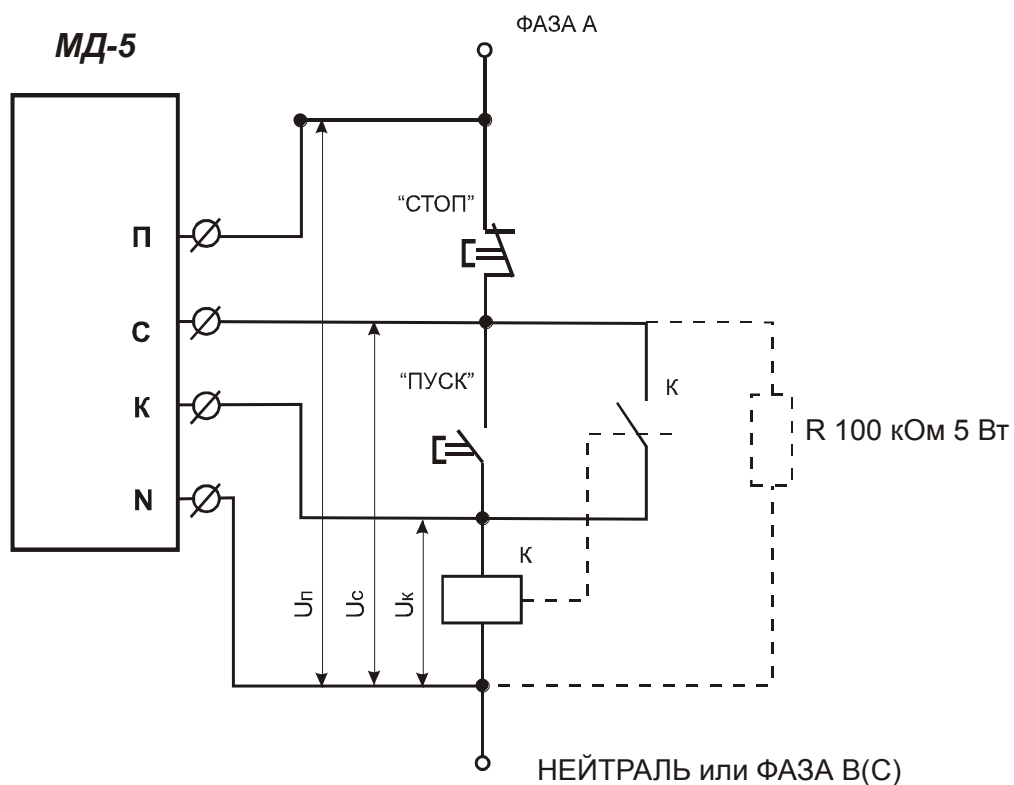 ФАЗА А
МД-5
П
"СТОП"
С
"ПУСК"
К
К
R 100 кОм 5 Вт
N
К
Uп
Uс
Uк
НЕЙТРАЛЬ или ФАЗА В(С)